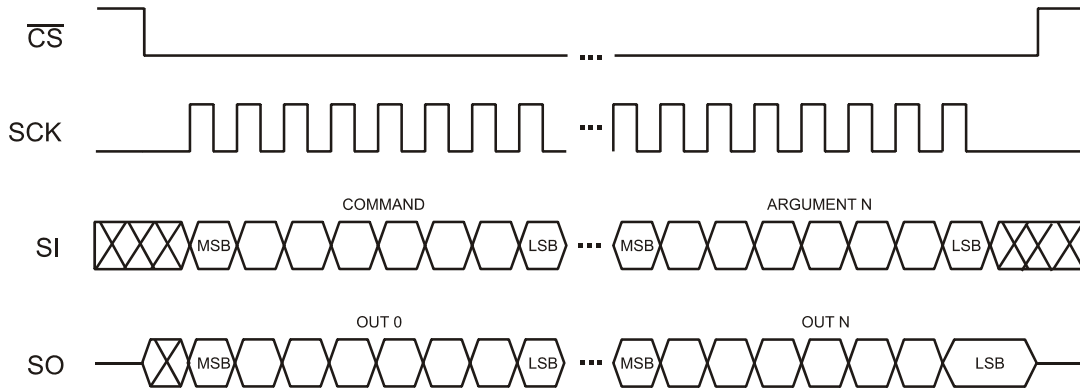 CS
...
SCK
...
COMMAND ARGUMENT N
SI MSB LSB ... MSB LSB
OUT 0 OUT N
SO MSB LSB ... MSB LSB